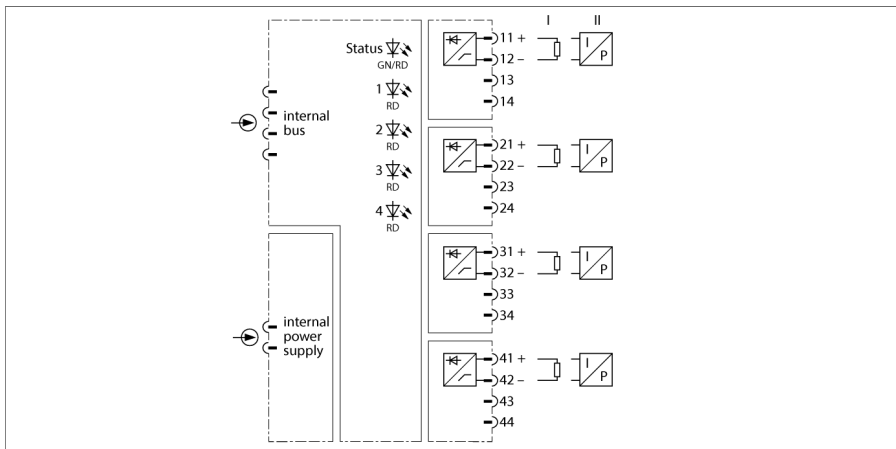 I II
Status
GN/RD
1
RD
2
RD
3
RD
4
RD
internal
bus
internal
power
supply
11 +
12 –
13
14
I
P
21 +
22 –
23
24
I
P
31 +
32 –
33
34
I
P
41 +
42 –
43
44
I
P